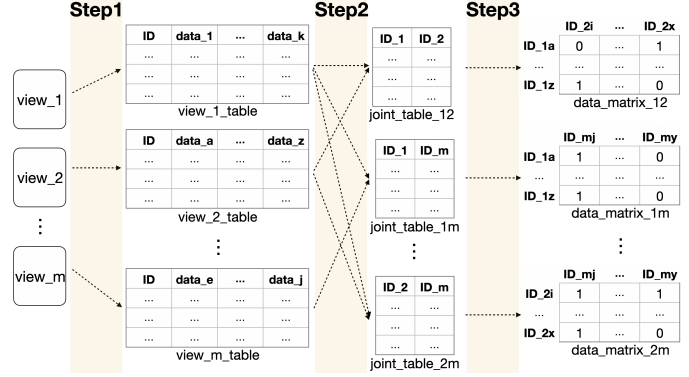 Step1 Step2 Step3
view_1
view_2
⋮
view_m
ID data_1 ... data_k
... ... ... ...
... ... ... ...
... ... ... ...
view_1_table
ID data_a ... data_z
... ... ... ...
... ... ... ...
... ... ... ...
view_2_table
⋮
ID data_e ... data_j
... ... ... ...
... ... ... ...
... ... ... ...
view_m_table
ID_1 ID_2
... ...
... ...
... ...
joint_table_12
ID_1 ID_m
... ...
... ...
... ...
joint_table_1m
⋮
ID_2 ID_m
... ...
... ...
... ...
joint_table_2m
ID_2i ... ID_2x
ID_1a 0 ... 1
... ... ... ...
ID_1z 1 ... 0
data_matrix_12
ID_mj ... ID_my
ID_1a 1 ... 0
... ... ... ...
ID_1z 1 ... 0
data_matrix_1m
⋮
ID_mj ... ID_my
ID_2i 1 ... 1
... ... ... ...
ID_2x 1 ... 0
data_matrix_2m